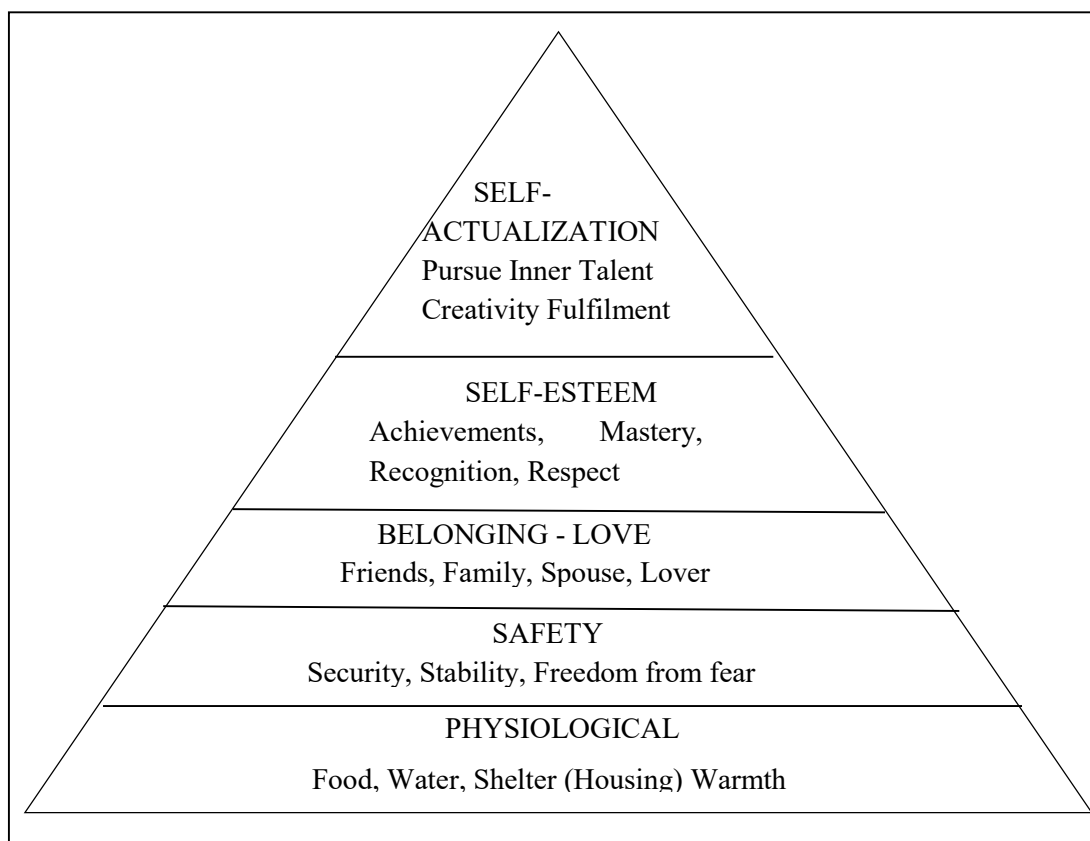 SELF-
ACTUALIZATION
Pursue Inner Talent
Creativity Fulfilment
SELF-ESTEEM
Achievements, Mastery,
Recognition, Respect
BELONGING - LOVE
Friends, Family, Spouse, Lover
SAFETY
Security, Stability, Freedom from fear
PHYSIOLOGICAL
Food, Water, Shelter (Housing) Warmth